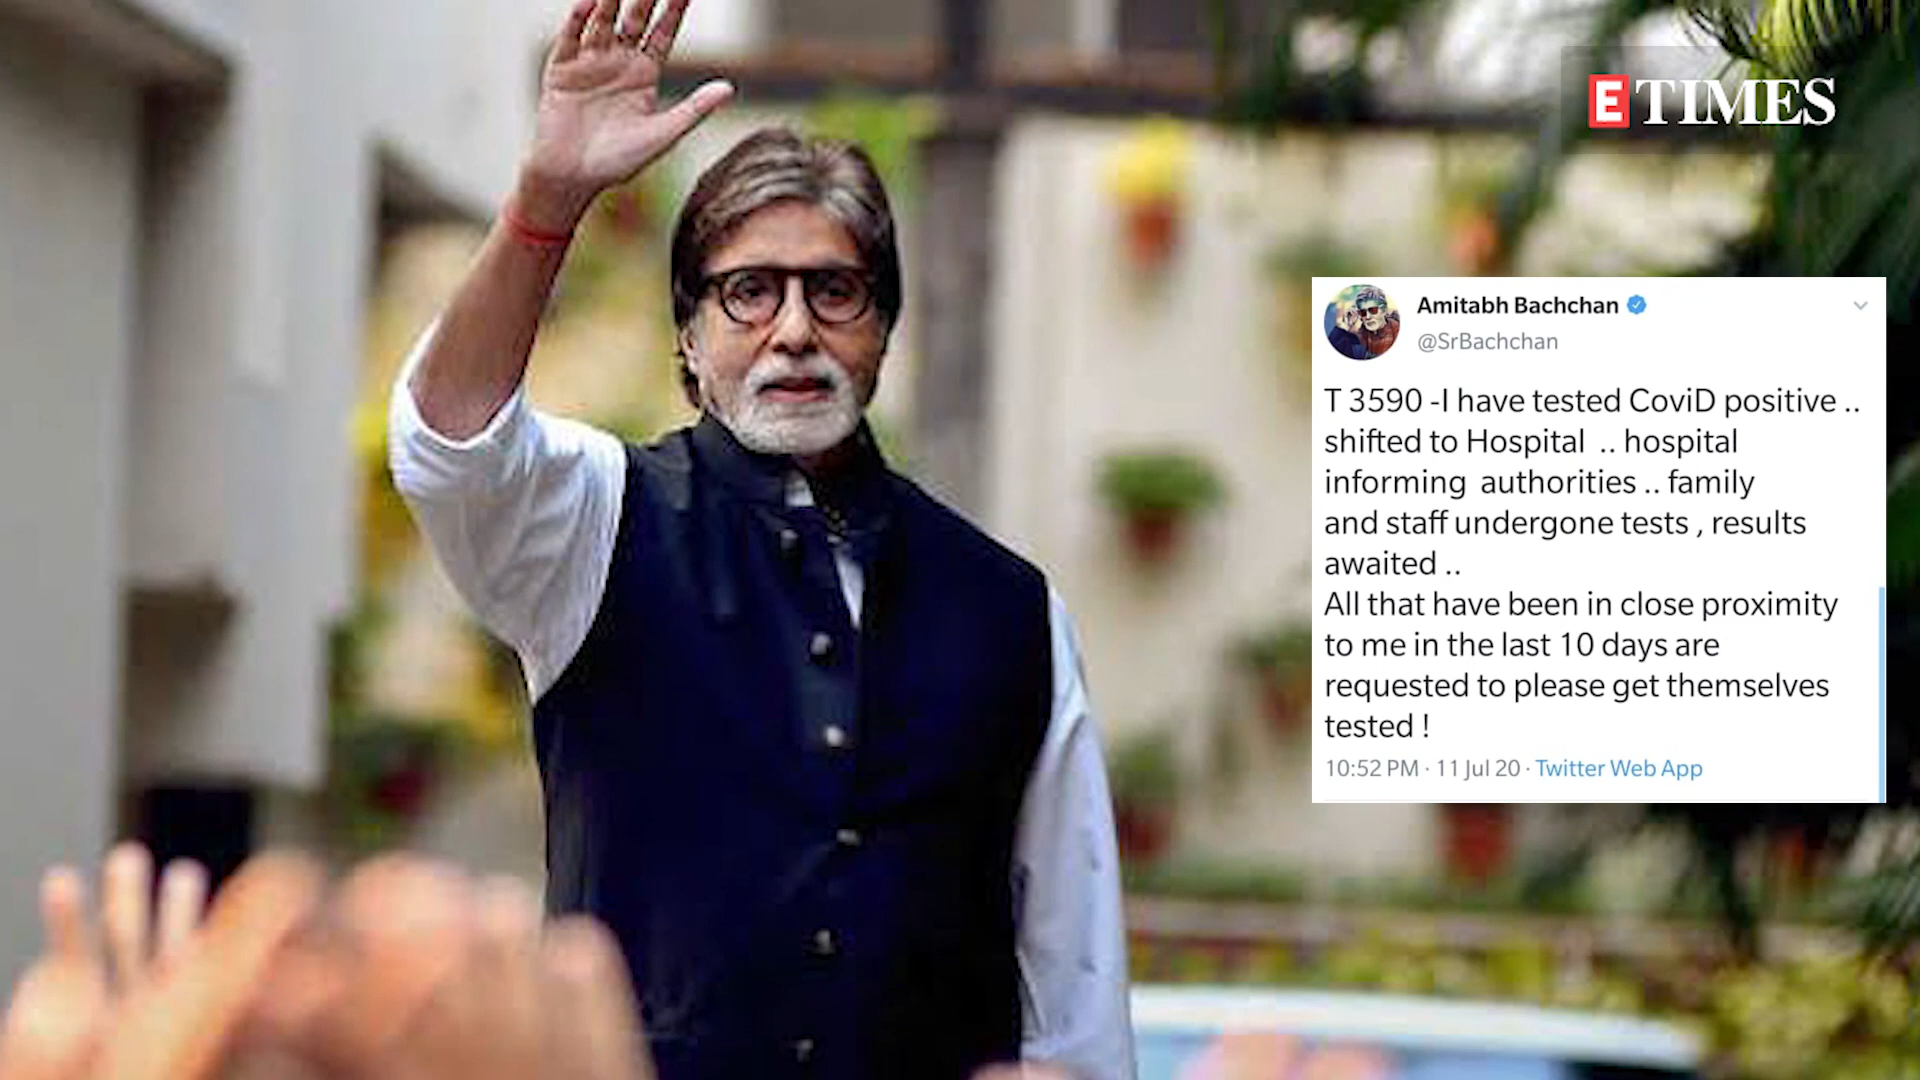 E TIMES
Amitabh Bachchan
@SrBachchan
T 3590 -I have tested CoviD positive ..
shifted to Hospital .. hospital
informing authorities .. family
and staff undergone tests , results
awaited ..
All that have been in close proximity
to me in the last 10 days are
requested to please get themselves
tested !
10:52 PM · 11 Jul 20 · Twitter Web App